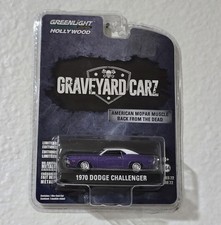 GREENLIGHT
HOLLYWOOD
GRAVEYARD CARZ
AMERICAN MOPAR MUSCLE
BACK FROM THE DEAD
1970 DODGE CHALLENGER